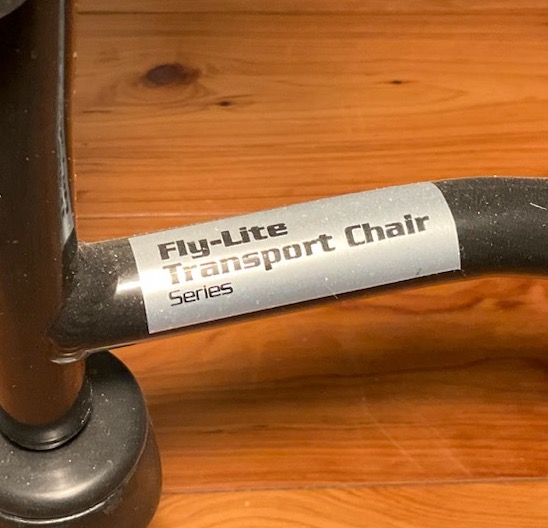 Fly-Lite
Transport Chair
Series